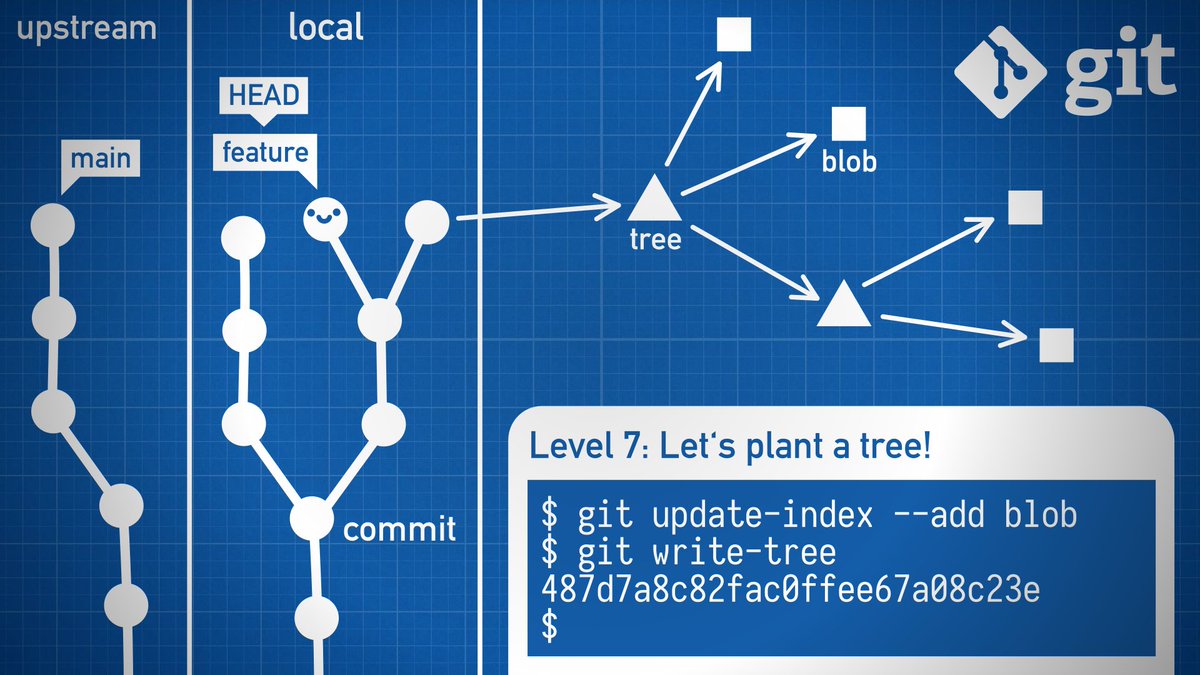 upstream
local
git
HEAD
main
feature
blob
tree
commit
Level 7: Let‘s plant a tree!
$ git update-index --add blob
$ git write-tree
487d7a8c82fac0ffee67a08c23e
$